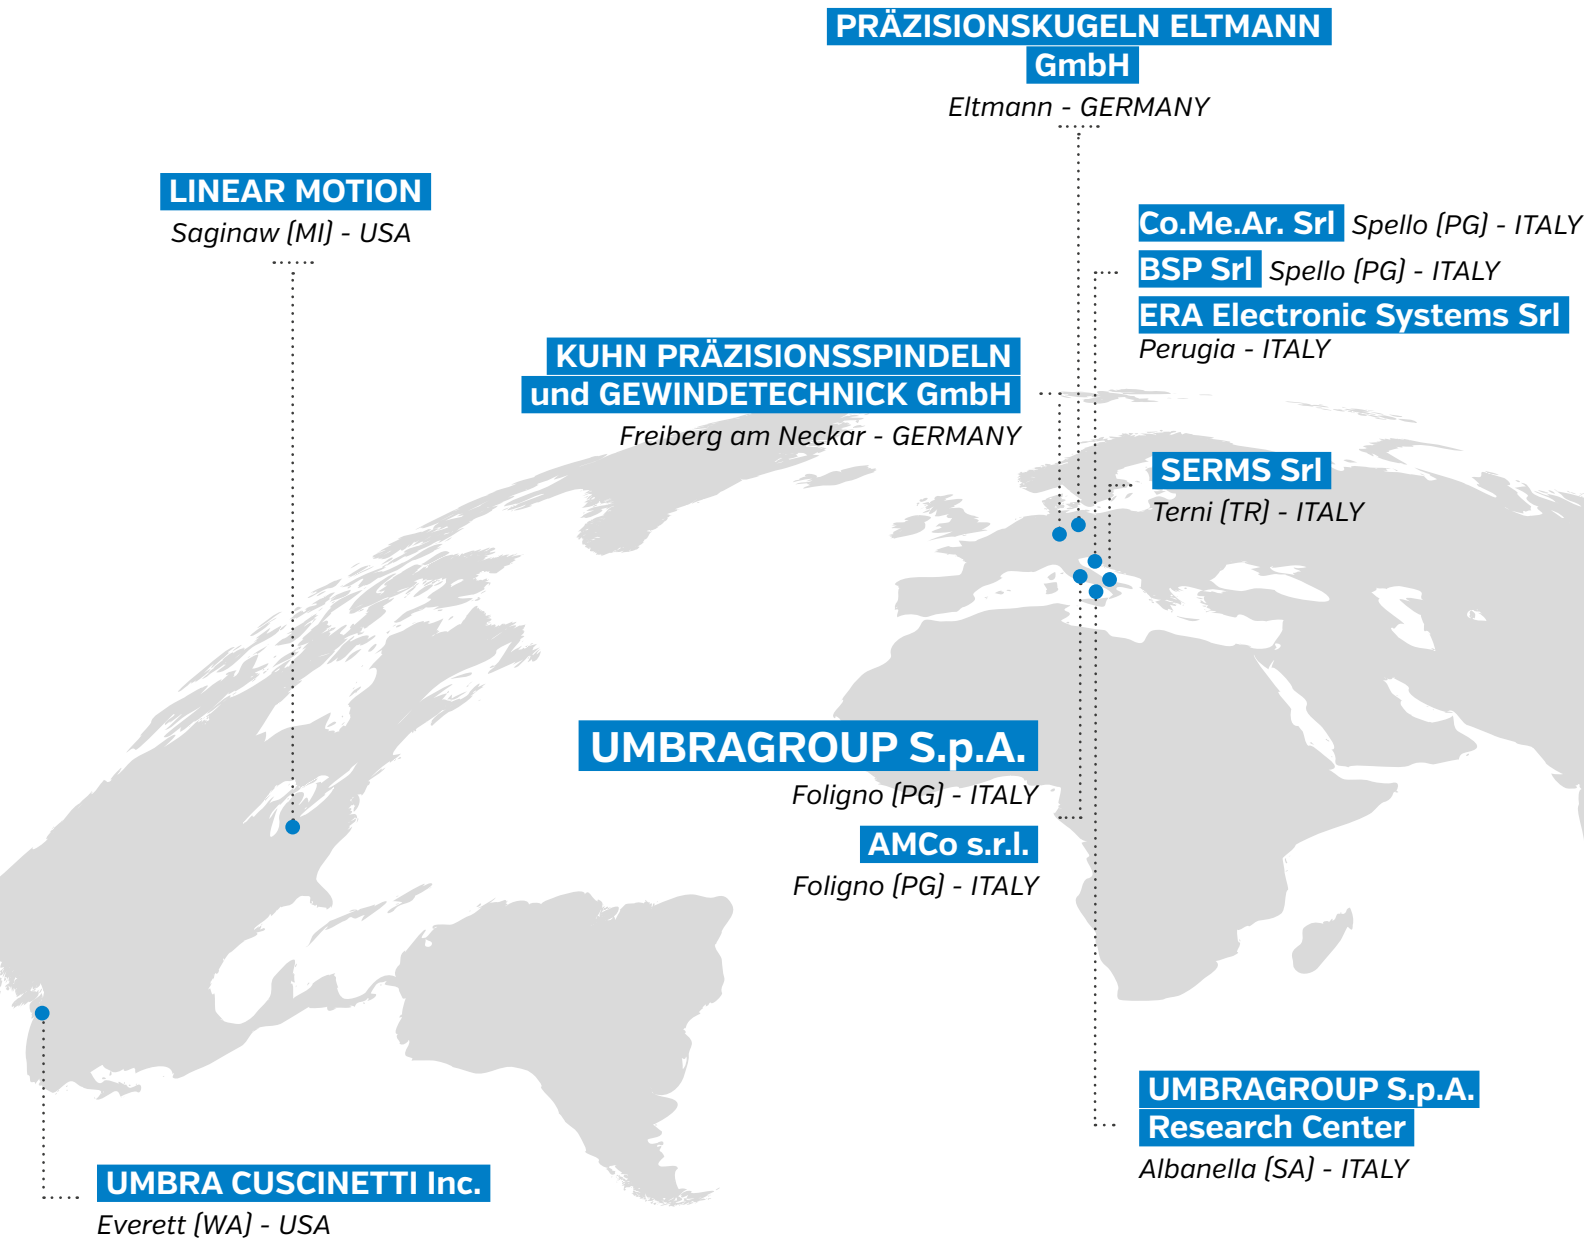 PRÄZISIONSKUGELN ELTMANN
GmbH
Eltmann - GERMANY
LINEAR MOTION
Saginaw (MI) - USA
Co.Me.Ar. Srl Spello (PG) - ITALY
BSP Srl Spello (PG) - ITALY
ERA Electronic Systems Srl
Perugia - ITALY
KUHN PRÄZISIONSSPINDELN
und GEWINDETECHNICK GmbH
Freiberg am Neckar - GERMANY
SERMS Srl
Terni (TR) - ITALY
UMBRAGROUP S.p.A.
Foligno (PG) - ITALY
AMCo s.r.l.
Foligno (PG) - ITALY
UMBRAGROUP S.p.A.
Research Center
Albanella (SA) - ITALY
UMBRA CUSCINETTI Inc.
Everett (WA) - USA